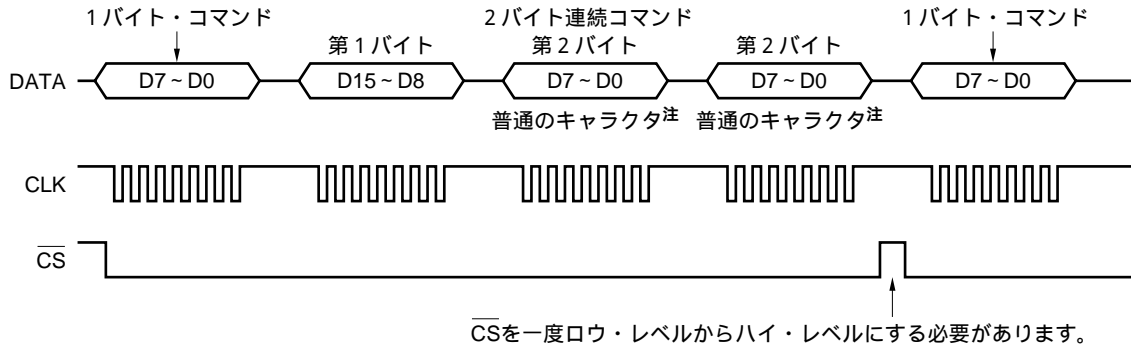 1バイト・コマンド 2バイト連続コマンド 1バイト・コマンド
第1バイト 第2バイト 第2バイト
DATA D7～D0 D15～D8 D7～D0 D7～D0 D7～D0
普通のキャラクタ注 普通のキャラクタ注
CLK
CS
CSを一度ロウ・レベルからハイ・レベルにする必要があります。